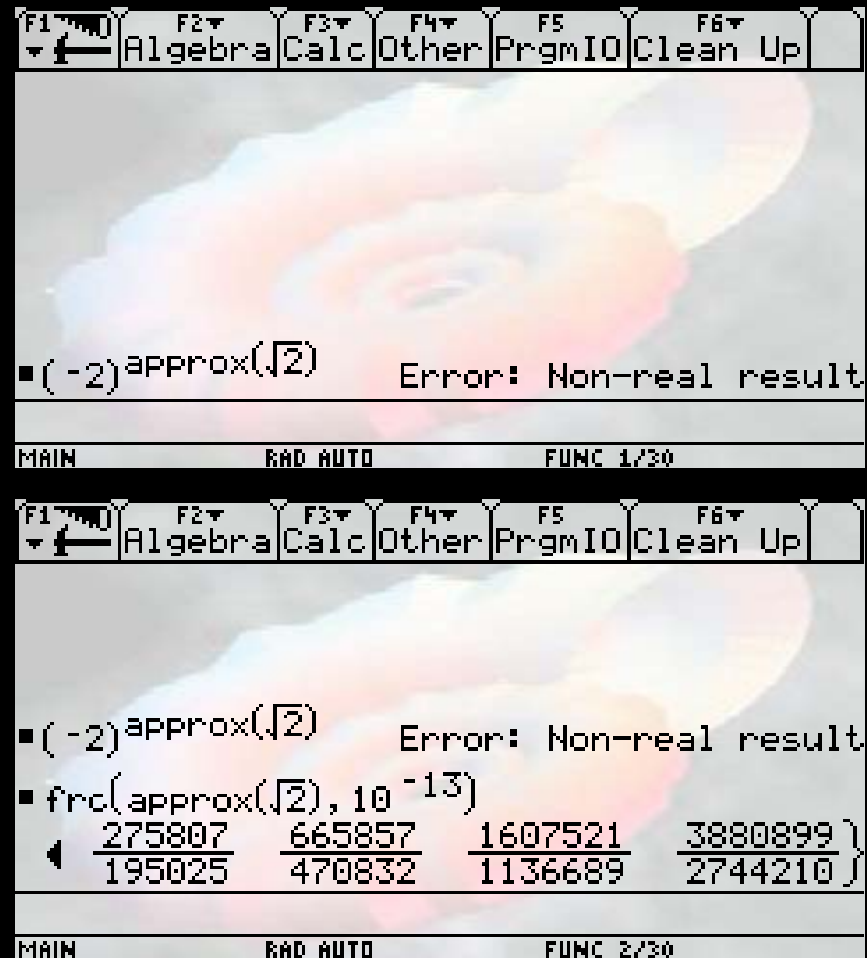 F1 F2 F3 F4 F5 F6
Algebra Calc Other PrgmIO Clean Up
(-2)^approx(√2) Error: Non-real result
MAIN RAD AUTO FUNC 1/30
F1 F2 F3 F4 F5 F6
Algebra Calc Other PrgmIO Clean Up
(-2)^approx(√2) Error: Non-real result
frc(approx(√2), 10^-13)
275807/195025 665857/470832 1607521/1136689 3880899/2744210}
MAIN RAD AUTO FUNC 2/30